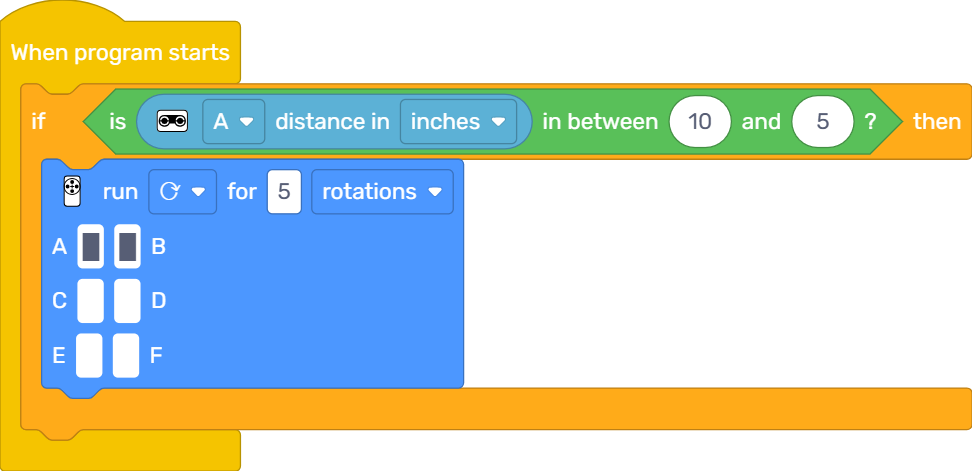 When program starts
if is A distance in inches in between 10 and 5 ? then
run for 5 rotations
A B
C D
E F